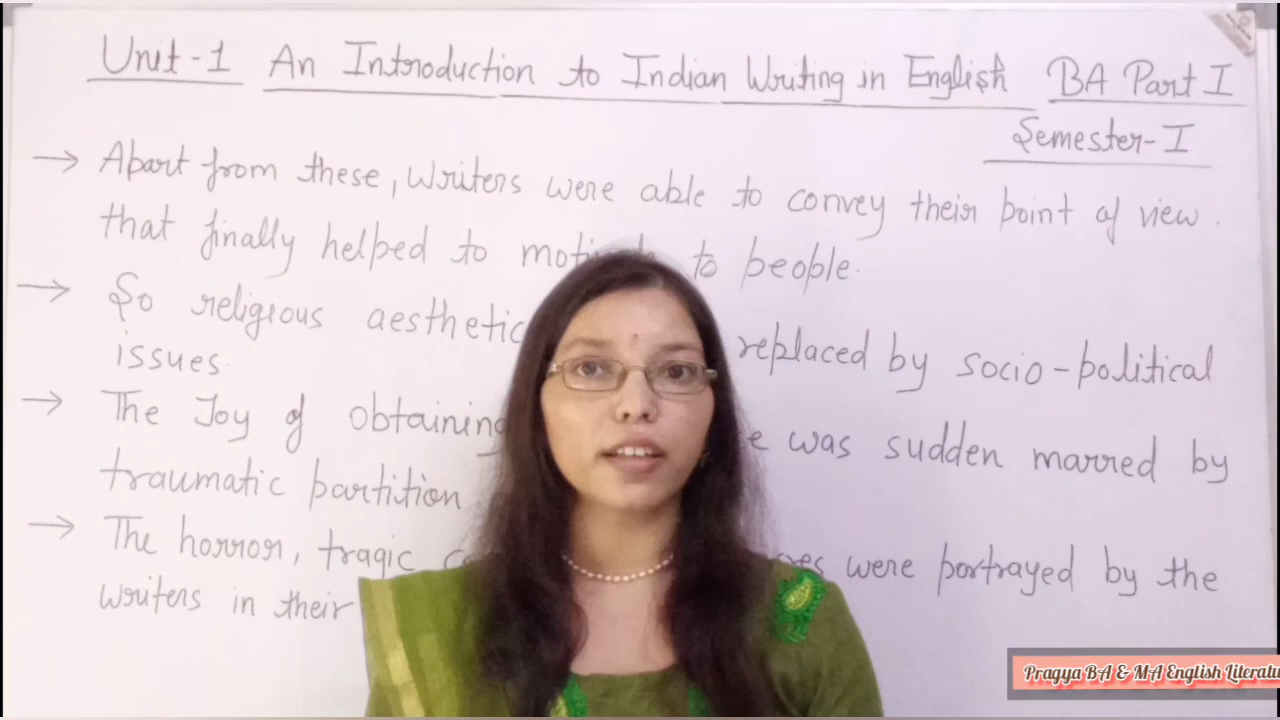 Unit-1 An Introduction to Indian Writing in English BA Part I
Semester-I
→ Apart from these, writers were able to convey their point of view.
that finally helped to to people.
→ So religious aesthetic replaced by socio-political
issues.
→ The Joy of obtaining was sudden marred by
traumatic partition
→ The horror, tragic were portrayed by the
writers in their
Pragya BA & MA English